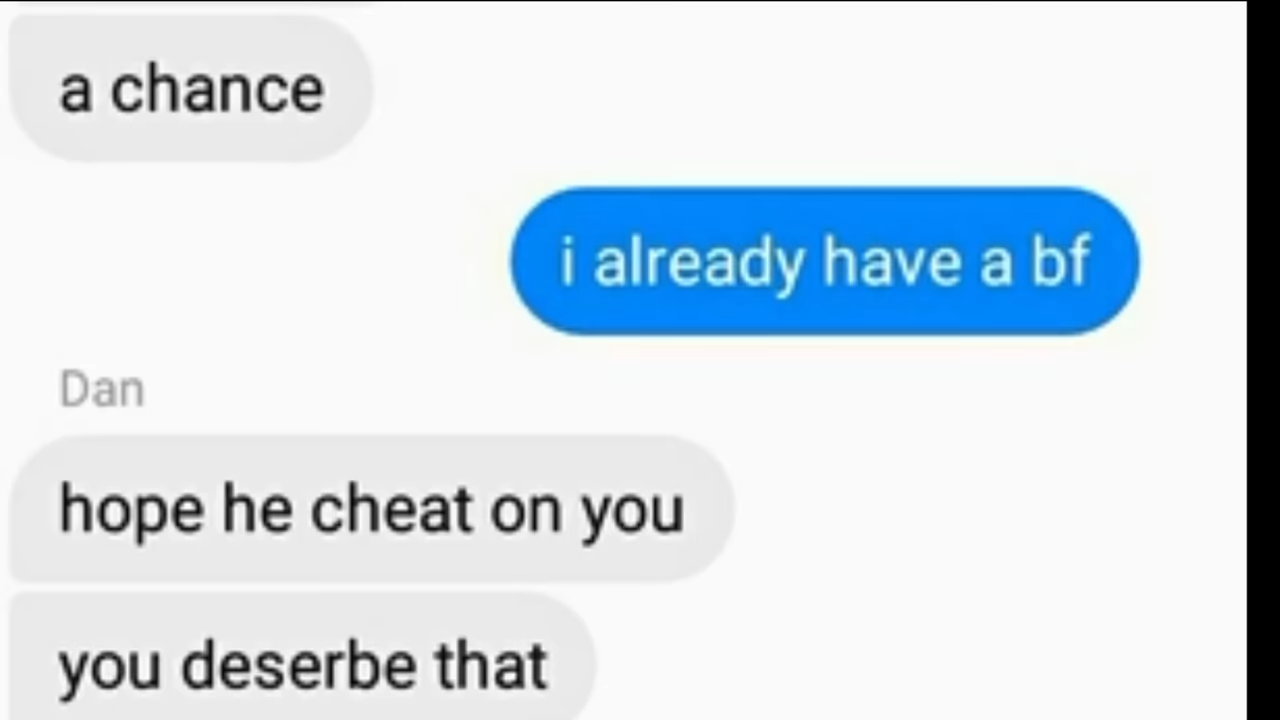 a chance
i already have a bf
Dan
hope he cheat on you
you deserbe that